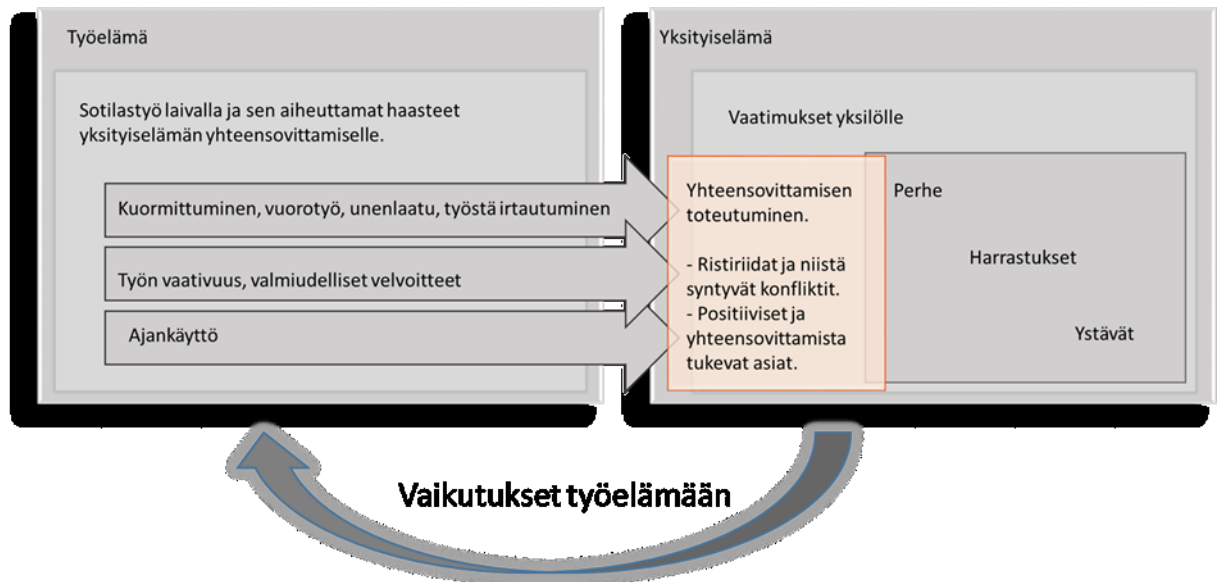 Työelämä
Sotilastyö laivalla ja sen aiheuttamat haasteet
yksityiselämän yhteensovittamiselle.
Kuormittuminen, vuorotyö, unenlaatu, työstä irtautuminen
Työn vaativuus, valmiudelliset velvoitteet
Ajankäyttö
Yksityiselämä
Vaatimukset yksilölle
Yhteensovittamisen
toteutuminen.
- Ristiriidat ja niistä
syntyvät konfliktit.
- Positiiviset ja
yhteensovittamista
tukevat asiat.
Perhe
Harrastukset
Ystävät
Vaikutukset työelämään